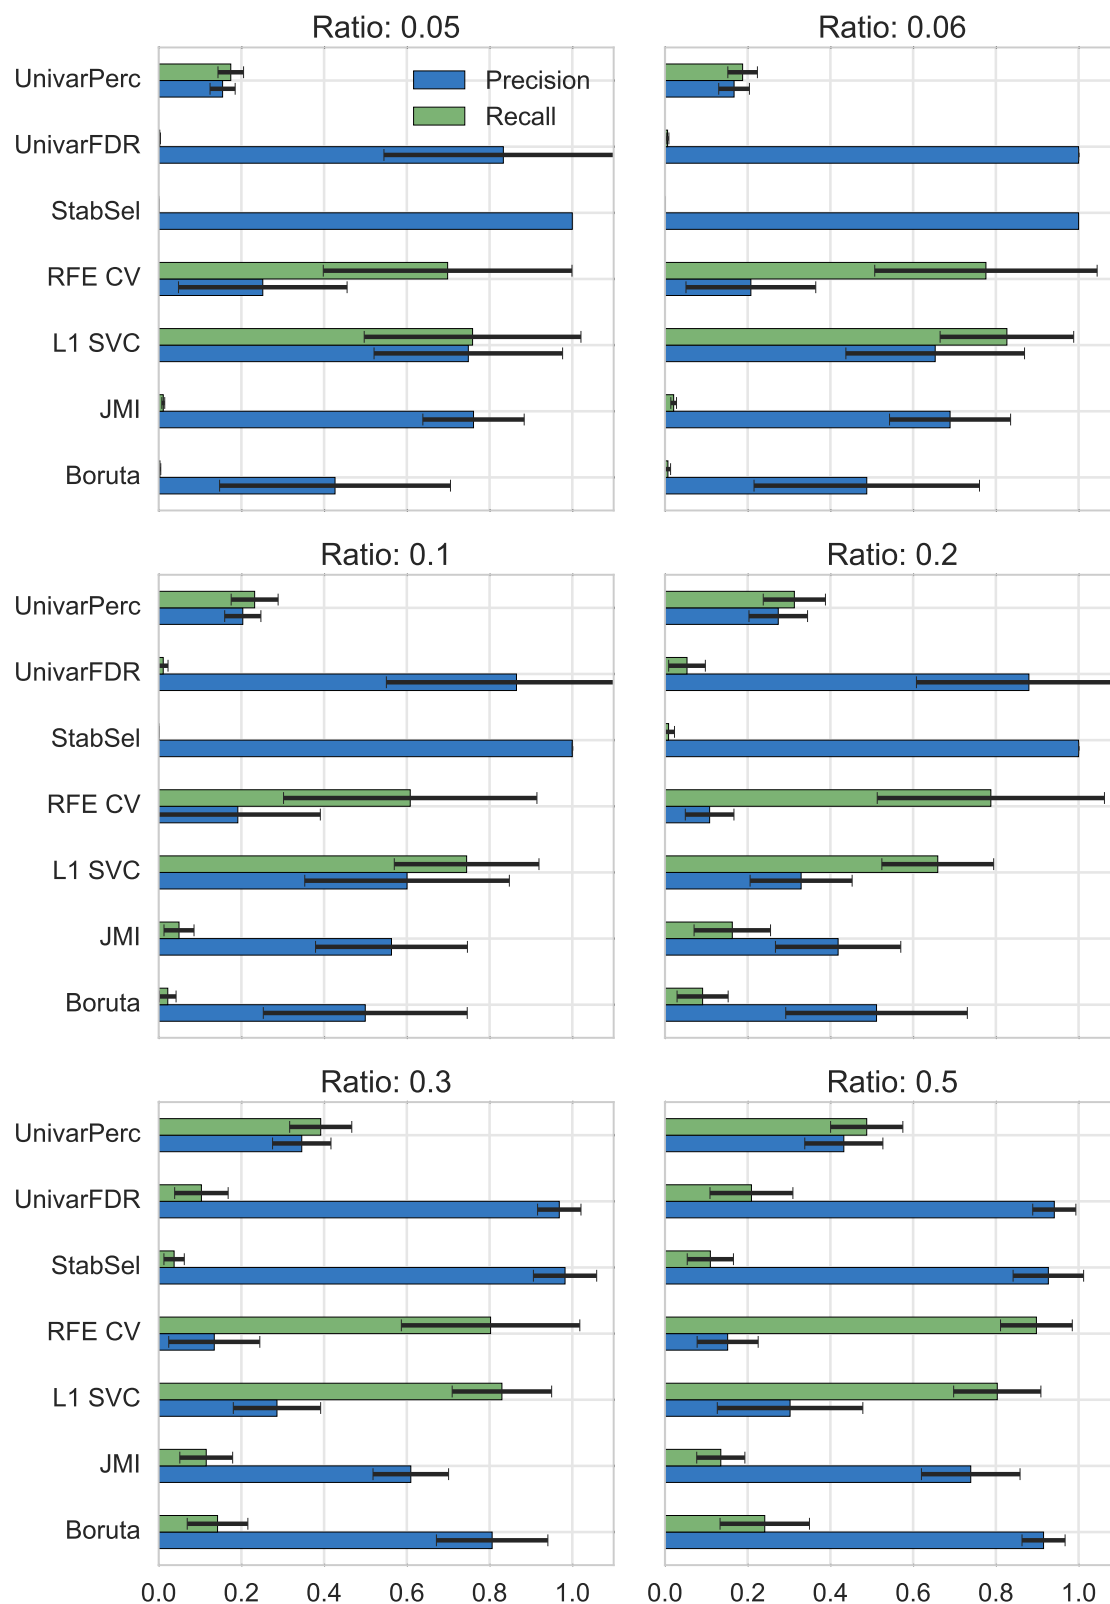 Ratio: 0.05
Ratio: 0.06
UnivarPerc
UnivarFDR
StabSel
RFE CV
L1 SVC
JMI
Boruta
Precision
Recall
Ratio: 0.1
Ratio: 0.2
UnivarPerc
UnivarFDR
StabSel
RFE CV
L1 SVC
JMI
Boruta
Ratio: 0.3
Ratio: 0.5
UnivarPerc
UnivarFDR
StabSel
RFE CV
L1 SVC
JMI
Boruta
0.0 0.2 0.4 0.6 0.8 1.0
0.0 0.2 0.4 0.6 0.8 1.0